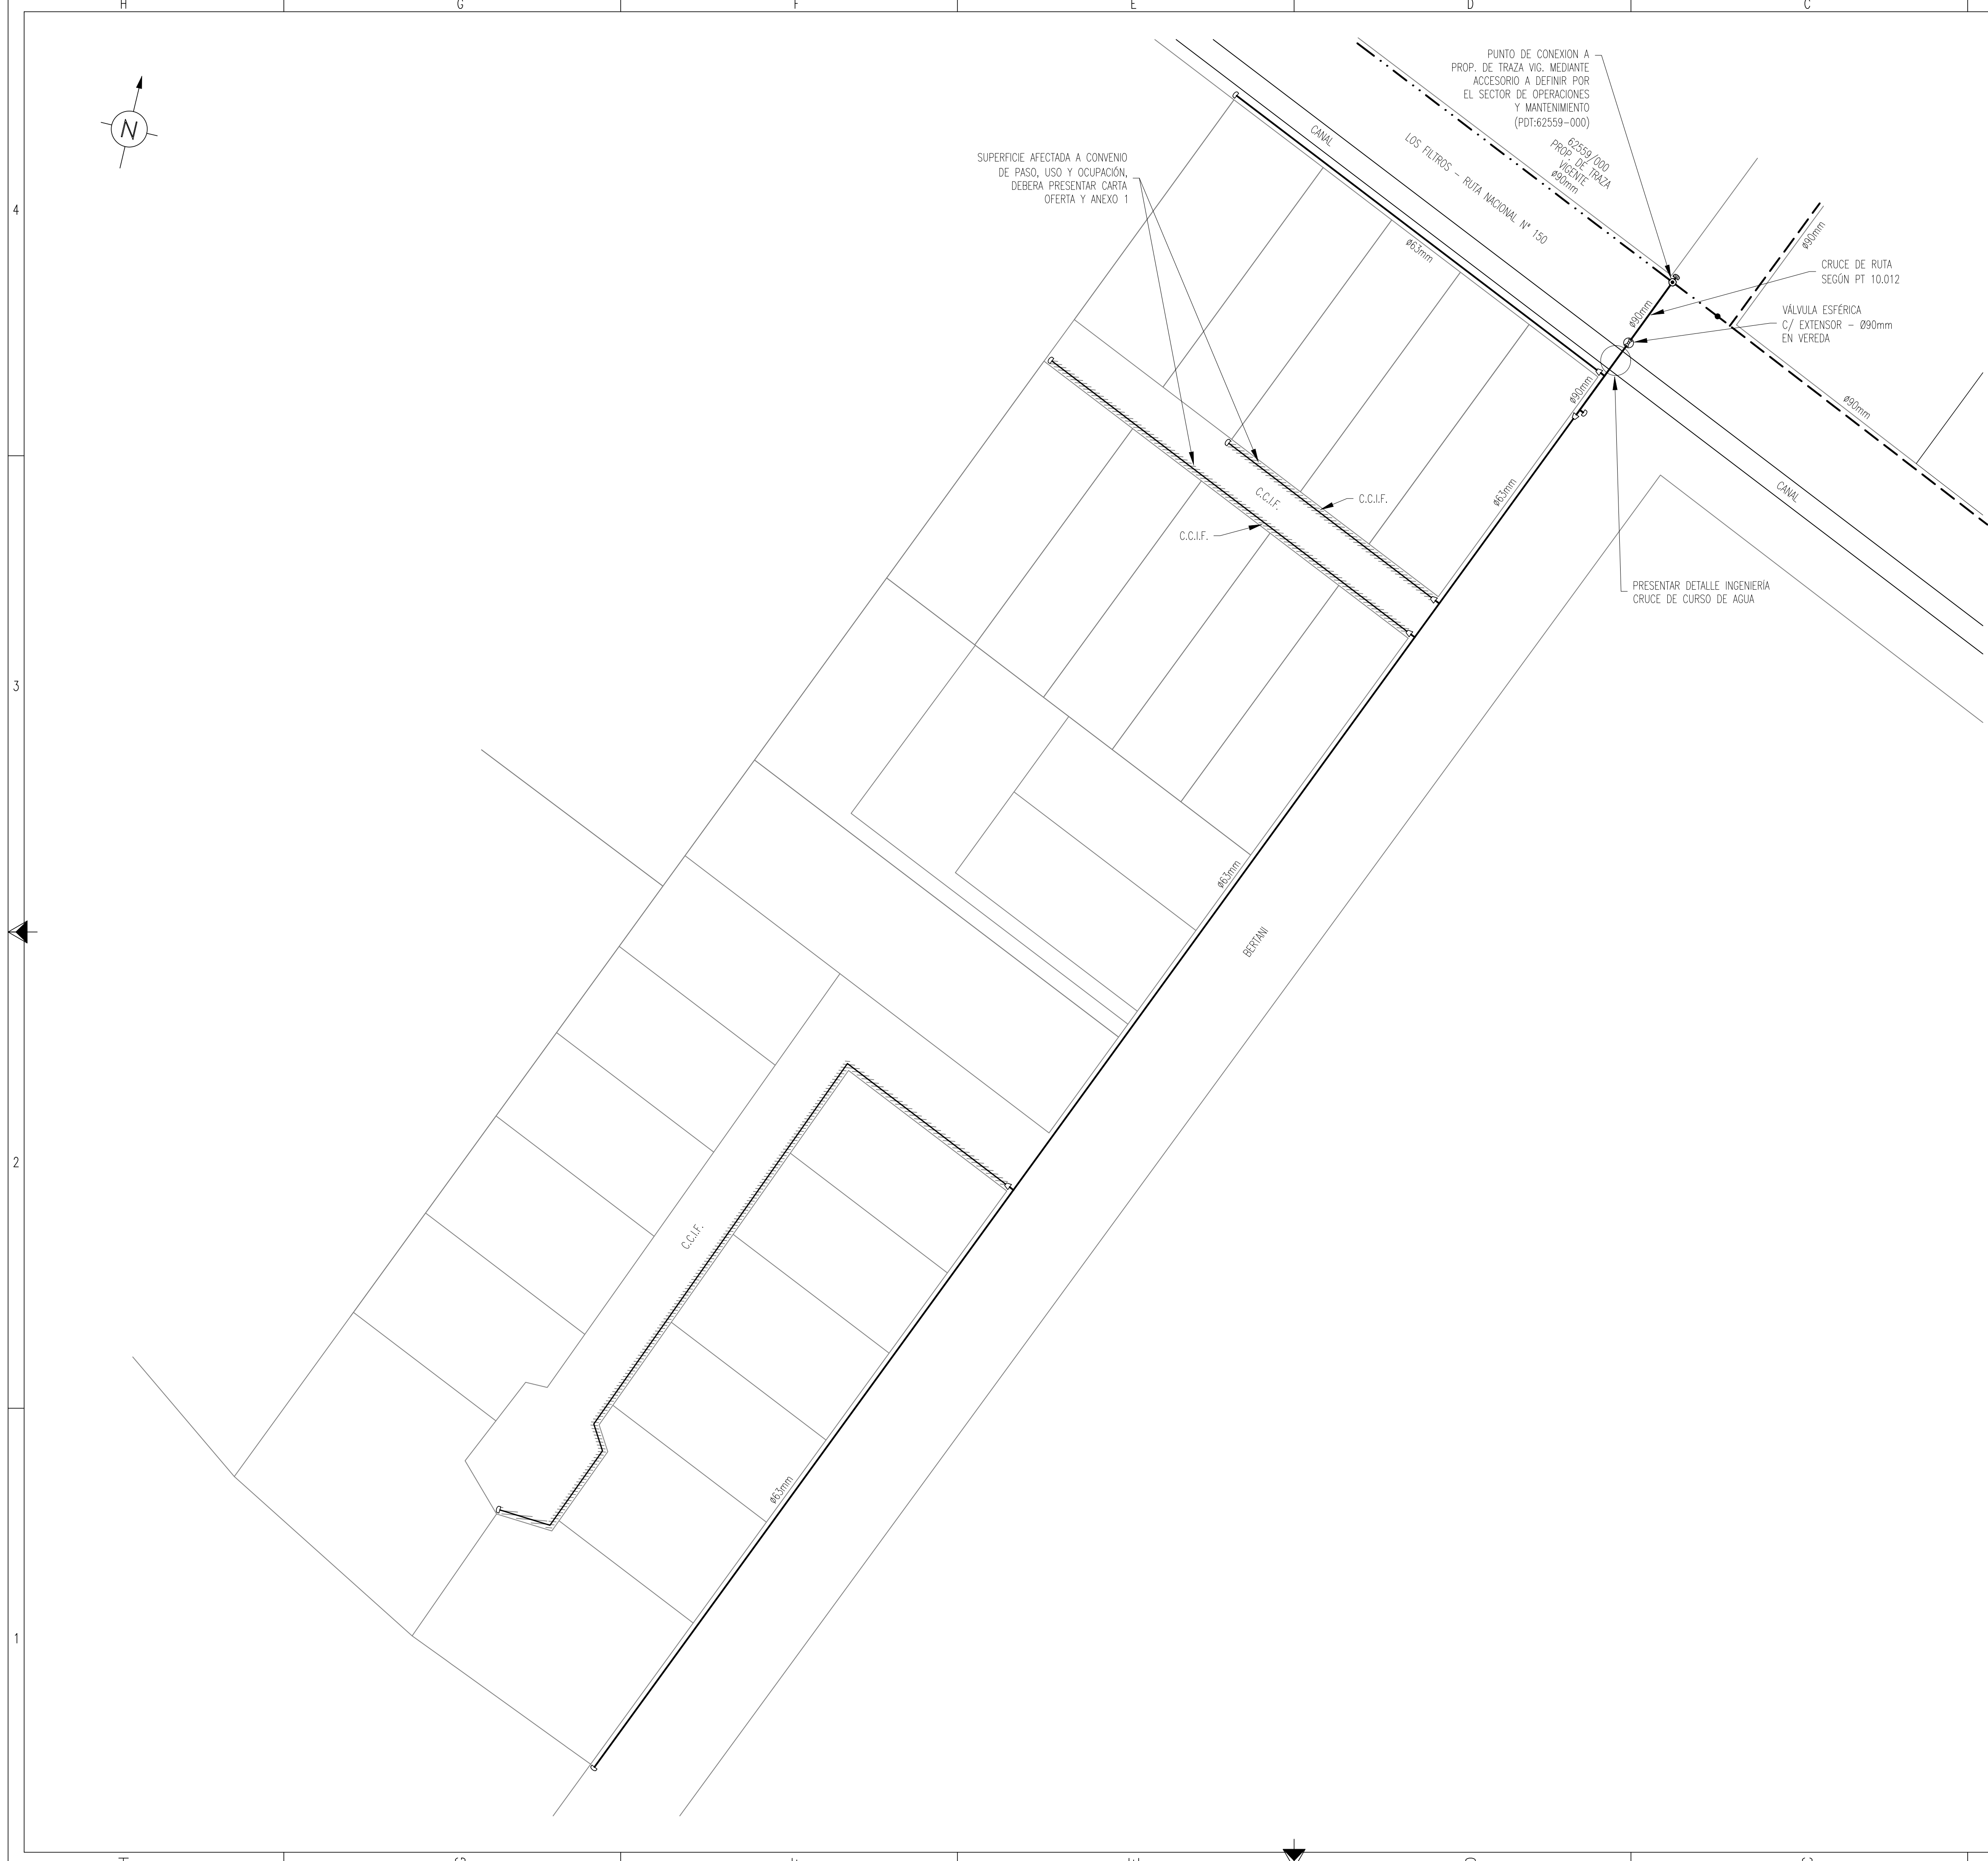 H G F E D C
PUNTO DE CONEXION A
PROP. DE TRAZA VIG. MEDIANTE
ACCESORIO A DEFINIR POR
EL SECTOR DE OPERACIONES
Y MANTENIMIENTO
(PDT:62559-000)
N
CANAL
LOS FILTROS - RUTA NACIONAL N° 150
62559/000
PROP. DE TRAZA
VIGENTE
ø90mm
SUPERFICIE AFECTADA A CONVENIO
DE PASO, USO Y OCUPACIÓN,
DEBERA PRESENTAR CARTA
OFERTA Y ANEXO 1
4
ø63mm
ø90mm
CRUCE DE RUTA
SEGÚN PT 10.012
ø90mm
VÁLVULA ESFÉRICA
C/ EXTENSOR - Ø90mm
EN VEREDA
ø90mm
ø90mm
C.C.I.F.
C.C.I.F.
ø63mm
CANAL
C.C.I.F.
PRESENTAR DETALLE INGENIERÍA
CRUCE DE CURSO DE AGUA
3
ø63mm
BERTANI
2
C.C.I.F.
ø63mm
1